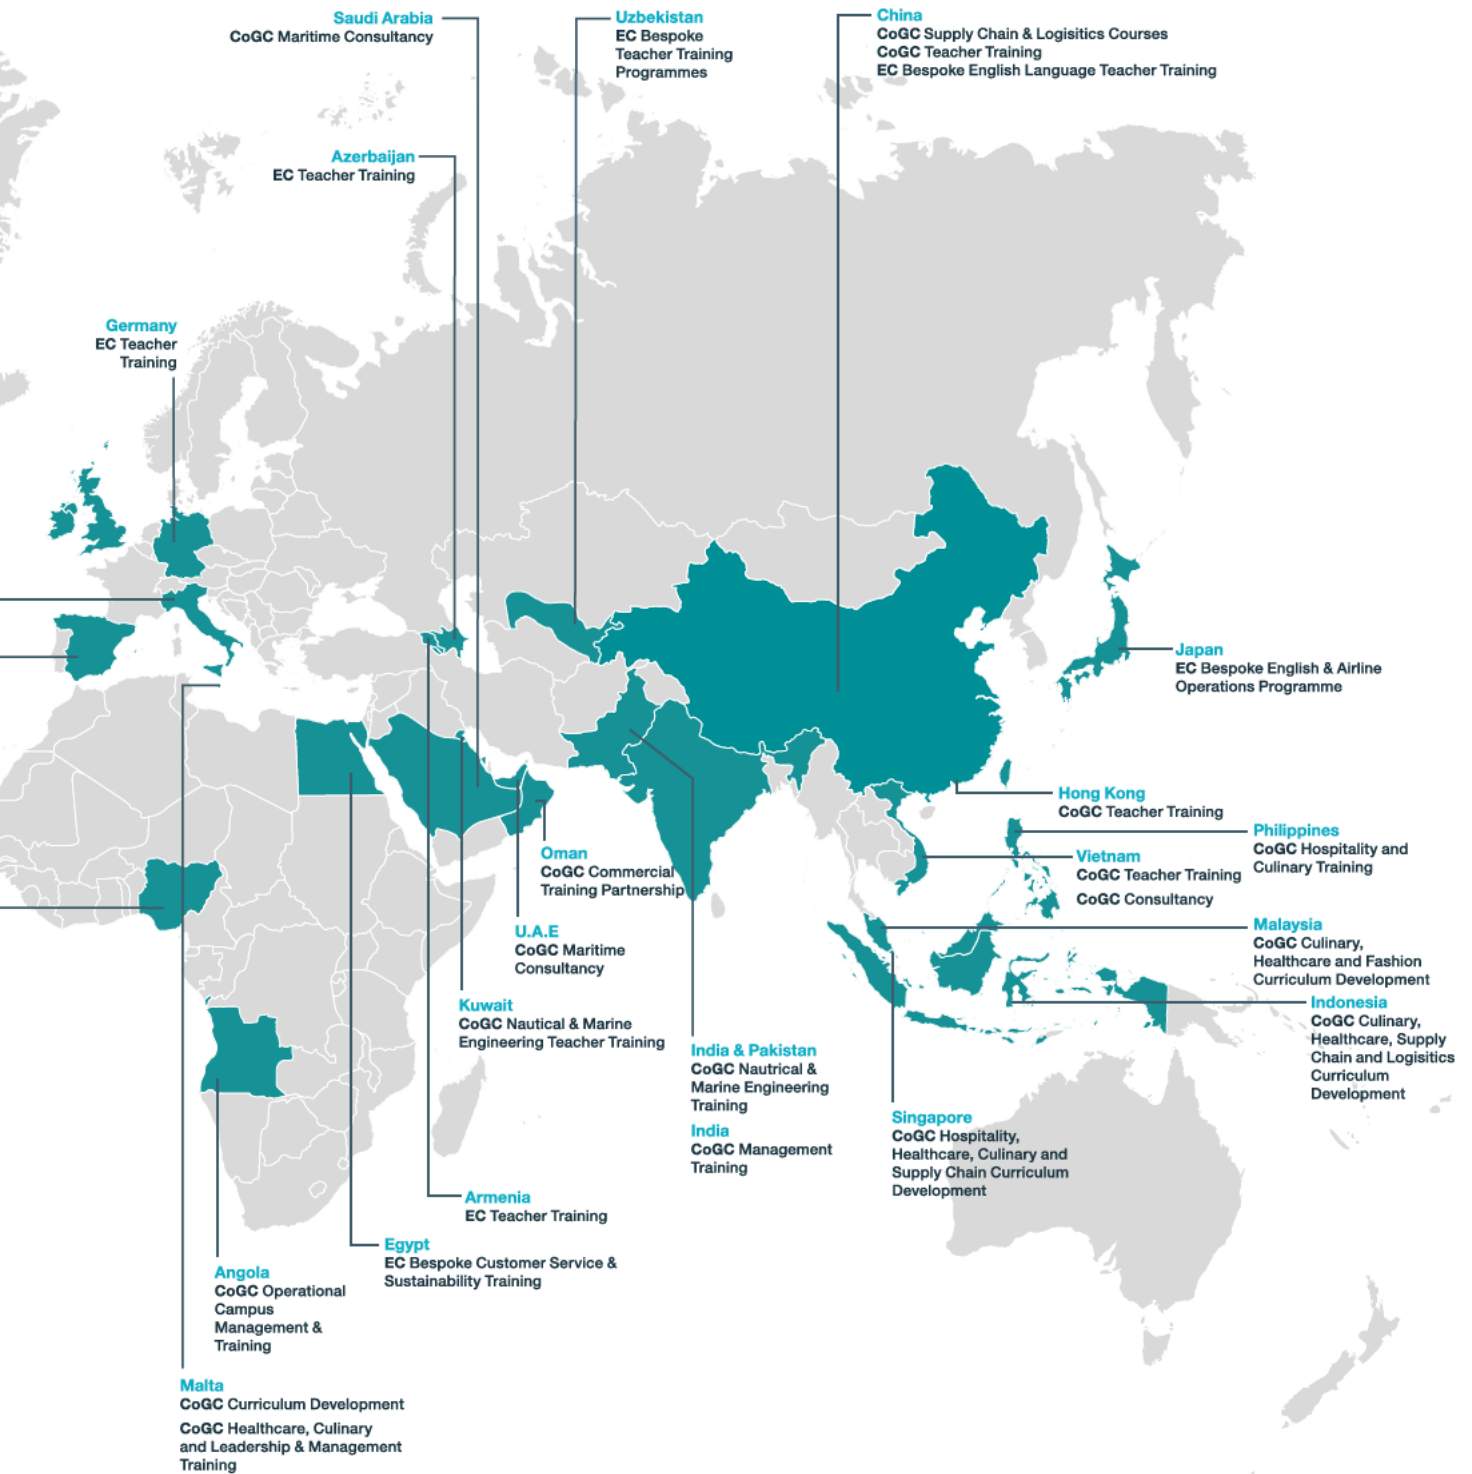 Saudi Arabia
CoGC Maritime Consultancy
Uzbekistan
EC Bespoke
Teacher Training
Programmes
China
CoGC Supply Chain & Logisitics Courses
CoGC Teacher Training
EC Bespoke English Language Teacher Training
Azerbaijan
EC Teacher Training
Germany
EC Teacher
Training
Japan
EC Bespoke English & Airline
Operations Programme
Hong Kong
CoGC Teacher Training
Philippines
CoGC Hospitality and
Culinary Training
Vietnam
CoGC Teacher Training
CoGC Consultancy
Oman
CoGC Commercial
Training Partnership
U.A.E
CoGC Maritime
Consultancy
Malaysia
CoGC Culinary,
Healthcare and Fashion
Curriculum Development
Indonesia
CoGC Culinary,
Healthcare, Supply
Chain and Logisitics
Curriculum
Development
Kuwait
CoGC Nautical & Marine
Engineering Teacher Training
India & Pakistan
CoGC Nautrical &
Marine Engineering
Training
India
CoGC Management
Training
Singapore
CoGC Hospitality,
Healthcare, Culinary and
Supply Chain Curriculum
Development
Armenia
EC Teacher Training
Egypt
EC Bespoke Customer Service &
Sustainability Training
Angola
CoGC Operational
Campus
Management &
Training
Malta
CoGC Curriculum Development
CoGC Healthcare, Culinary
and Leadership & Management
Training